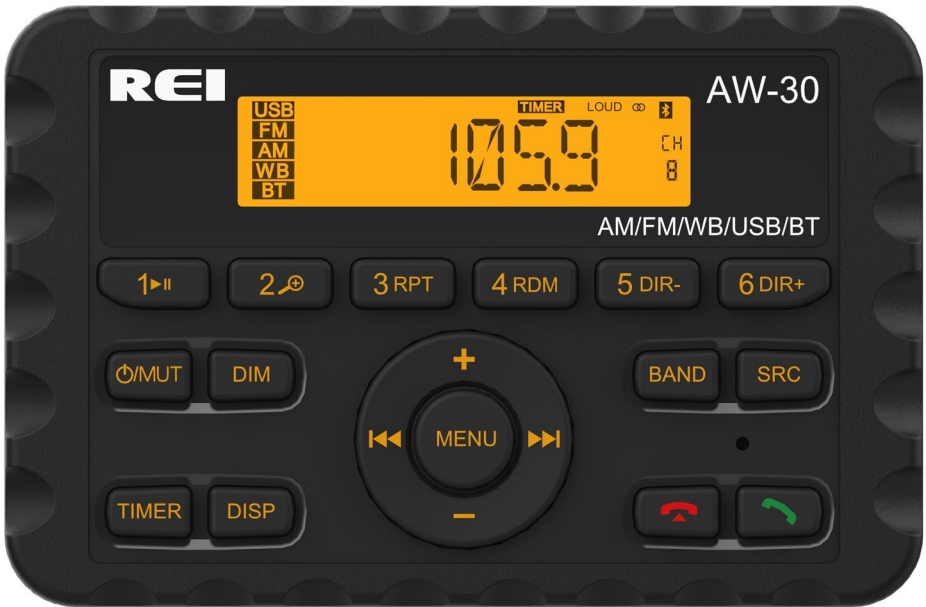 REI
AW-30
USB
FM
AM
WB
BT
TIMER LOUD
105.9
CH
8
AM/FM/WB/USB/BT
1 2 3 RPT 4 RDM 5 DIR- 6 DIR+
/MUT DIM BAND SRC
+
MENU
−
TIMER DISP